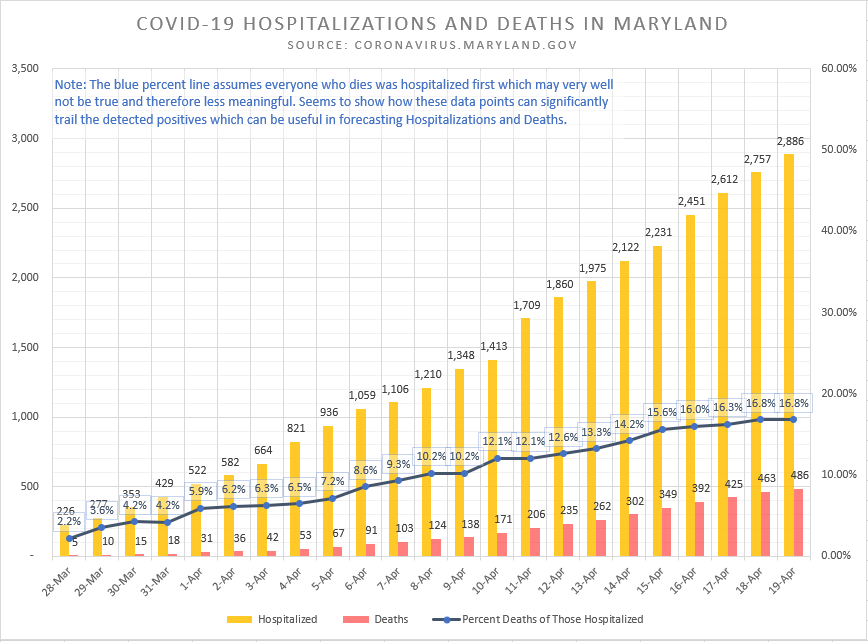 COVID-19 HOSPITALIZATIONS AND DEATHS IN MARYLAND
SOURCE: CORONAVIRUS.MARYLAND.GOV
Note: The blue percent line assumes everyone who dies was hospitalized first which may very well
not be true and therefore less meaningful. Seems to show how these data points can significantly
trail the detected positives which can be useful in forecasting Hospitalizations and Deaths.
3,500
3,000
2,500
2,000
1,500
1,000
500
-
60.00%
50.00%
40.00%
30.00%
20.00%
10.00%
0.00%
226
277
353
429
522
582
664
821
936
1,059
1,106
1,210
1,348
1,413
1,709
1,860
1,975
2,122
2,231
2,451
2,612
2,757
2,886
2.2%
3.6%
4.2%
4.2%
5.9%
6.2%
6.3%
6.5%
7.2%
8.6%
9.3%
10.2%
10.2%
12.1%
12.1%
12.6%
13.3%
14.2%
15.6%
16.0%
16.3%
16.8%
16.8%
5
10
15
18
31
36
42
53
67
91
103
124
138
171
206
235
262
302
349
392
425
463
486
28-Mar
29-Mar
30-Mar
31-Mar
1-Apr
2-Apr
3-Apr
4-Apr
5-Apr
6-Apr
7-Apr
8-Apr
9-Apr
10-Apr
11-Apr
12-Apr
13-Apr
14-Apr
15-Apr
16-Apr
17-Apr
18-Apr
19-Apr
Hospitalized
Deaths
Percent Deaths of Those Hospitalized